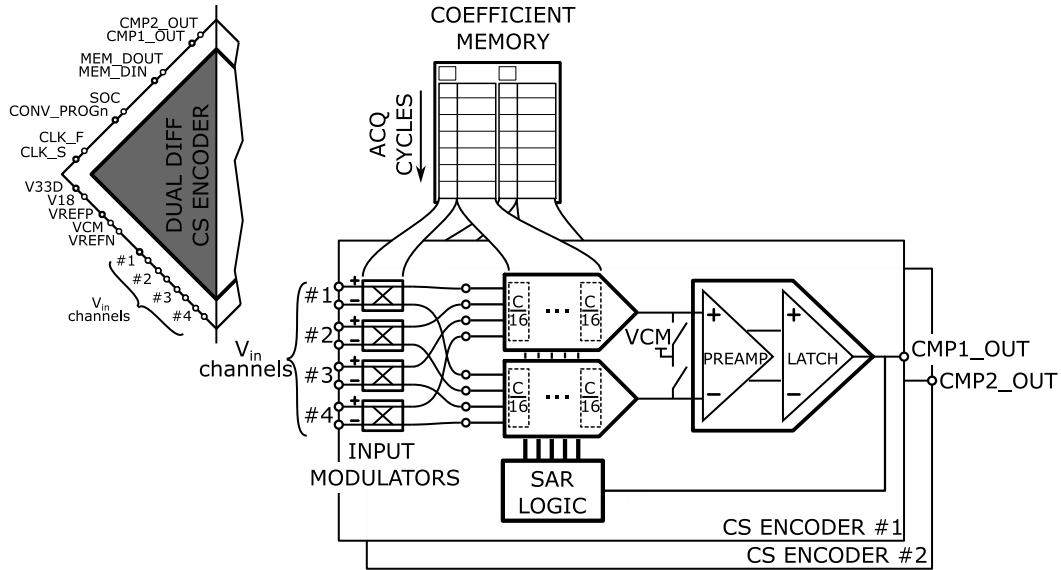 CMP2_OUT
CMP1_OUT
MEM_DOUT
MEM_DIN
SOC
CONV_PROGn
CLK_F
CLK_S
V33D
V18
VREFP
VCM
VREFN
#1
#2
#3
#4
Vin
channels
DUAL DIFF
CS ENCODER
COEFFICIENT
MEMORY
ACQ
CYCLES
Vin
channels
#1
#2
#3
#4
+
−
+
−
+
−
+
−
INPUT
MODULATORS
C
16
...
C
16
C
16
...
C
16
SAR
LOGIC
VCM
+
−
PREAMP
+
−
LATCH
CMP1_OUT
CMP2_OUT
CS ENCODER #1
CS ENCODER #2